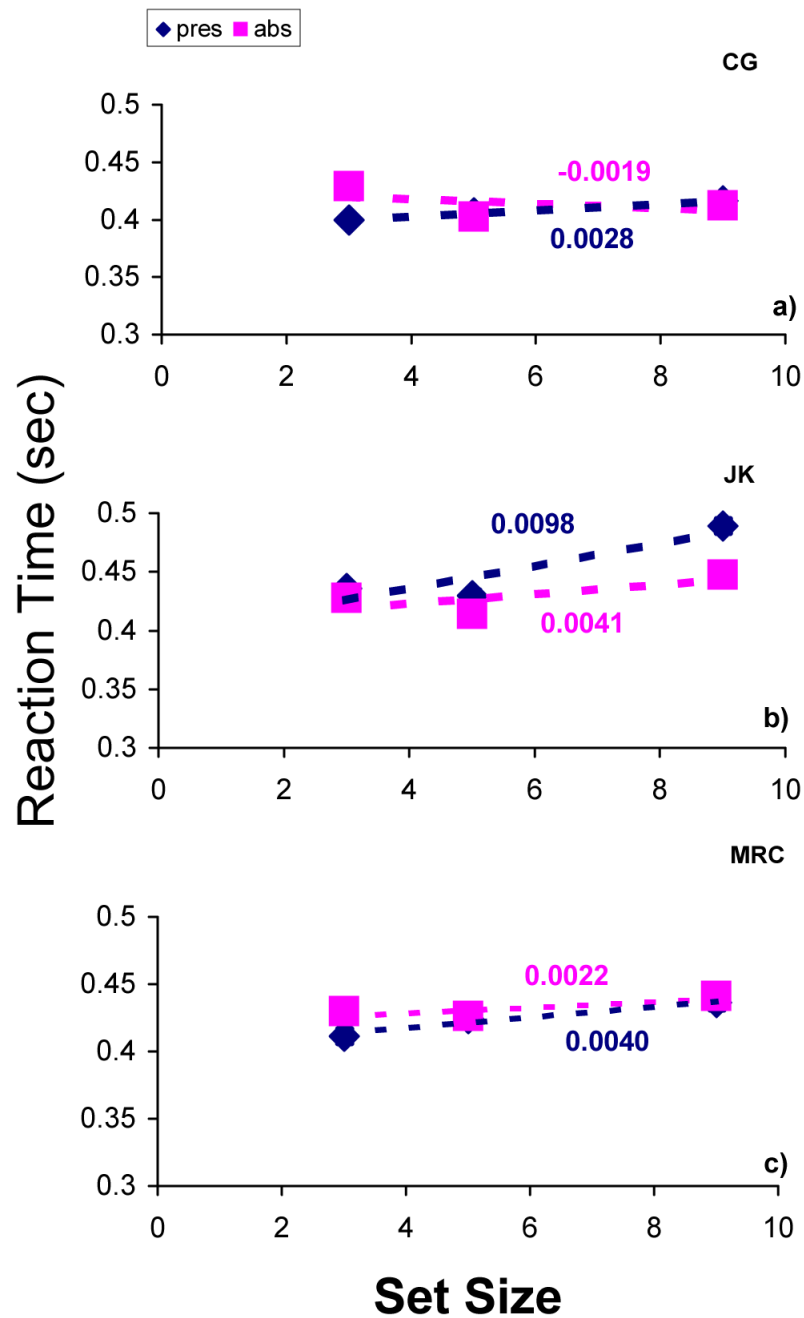 pres abs
CG
0.5
0.45
-0.0019
0.4
0.0028
0.35
a)
0.3
0 2 4 6 8 10
Reaction Time (sec)
JK
0.5
0.0098
0.45
0.4
0.0041
0.35
b)
0.3
0 2 4 6 8 10
MRC
0.5
0.0022
0.45
0.4
0.0040
0.35
c)
0.3
0 2 4 6 8 10
Set Size